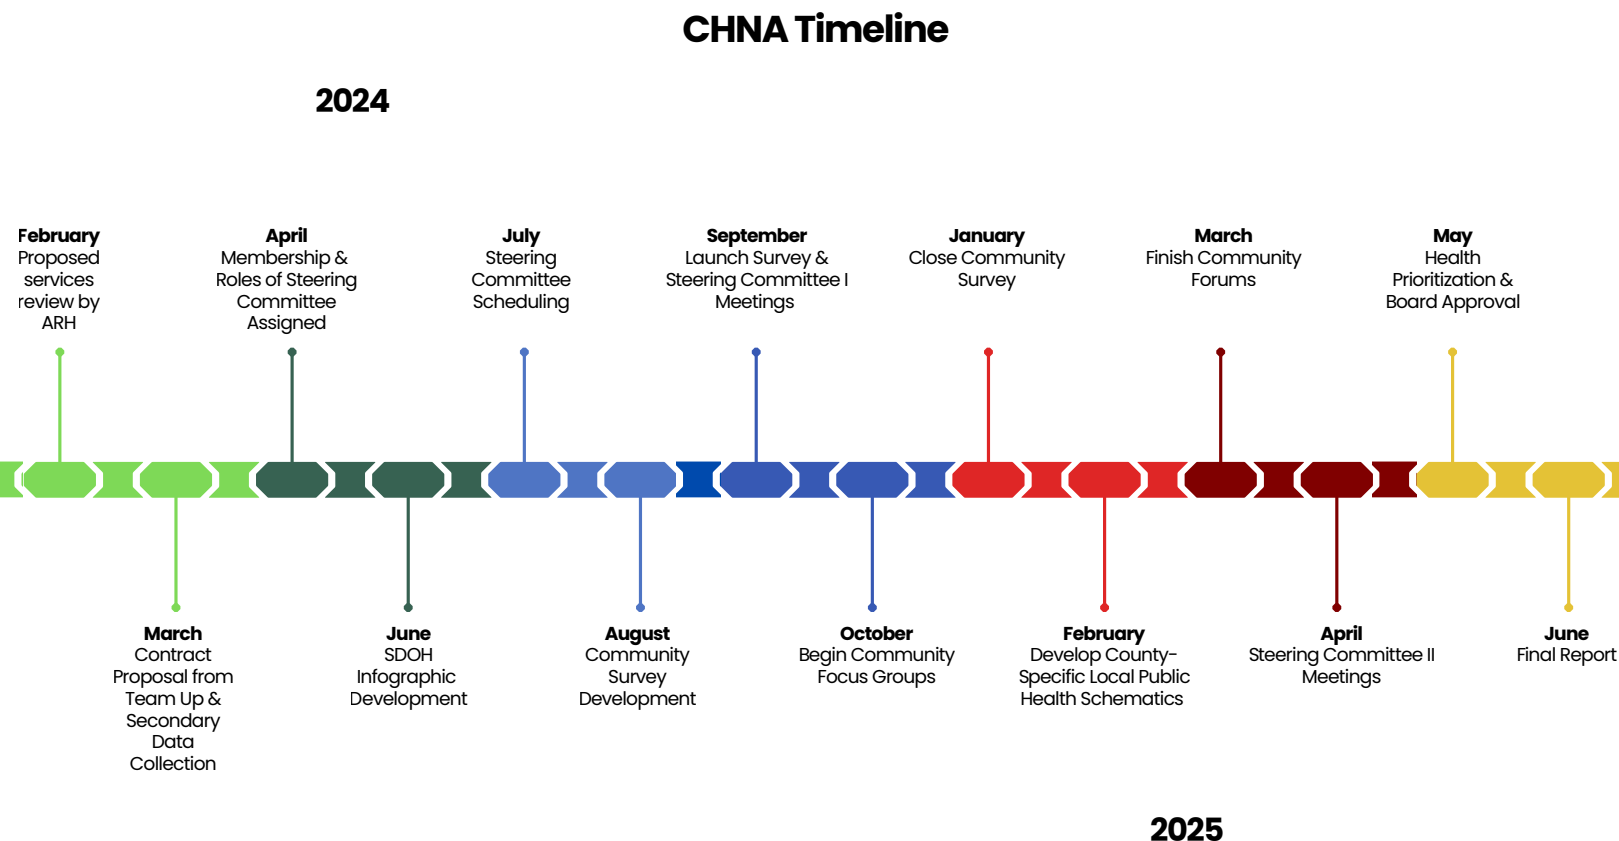 CHNA Timeline
2024
February
Proposed
services
review by
ARH
April
Membership &
Roles of Steering
Committee
Assigned
July
Steering
Committee
Scheduling
September
Launch Survey &
Steering Committee I
Meetings
January
Close Community
Survey
March
Finish Community
Forums
May
Health
Prioritization &
Board Approval
March
Contract
Proposal from
Team Up &
Secondary
Data
Collection
June
SDOH
Infographic
Development
August
Community
Survey
Development
October
Begin Community
Focus Groups
February
Develop County-
Specific Local Public
Health Schematics
April
Steering Committee II
Meetings
June
Final Report
2025